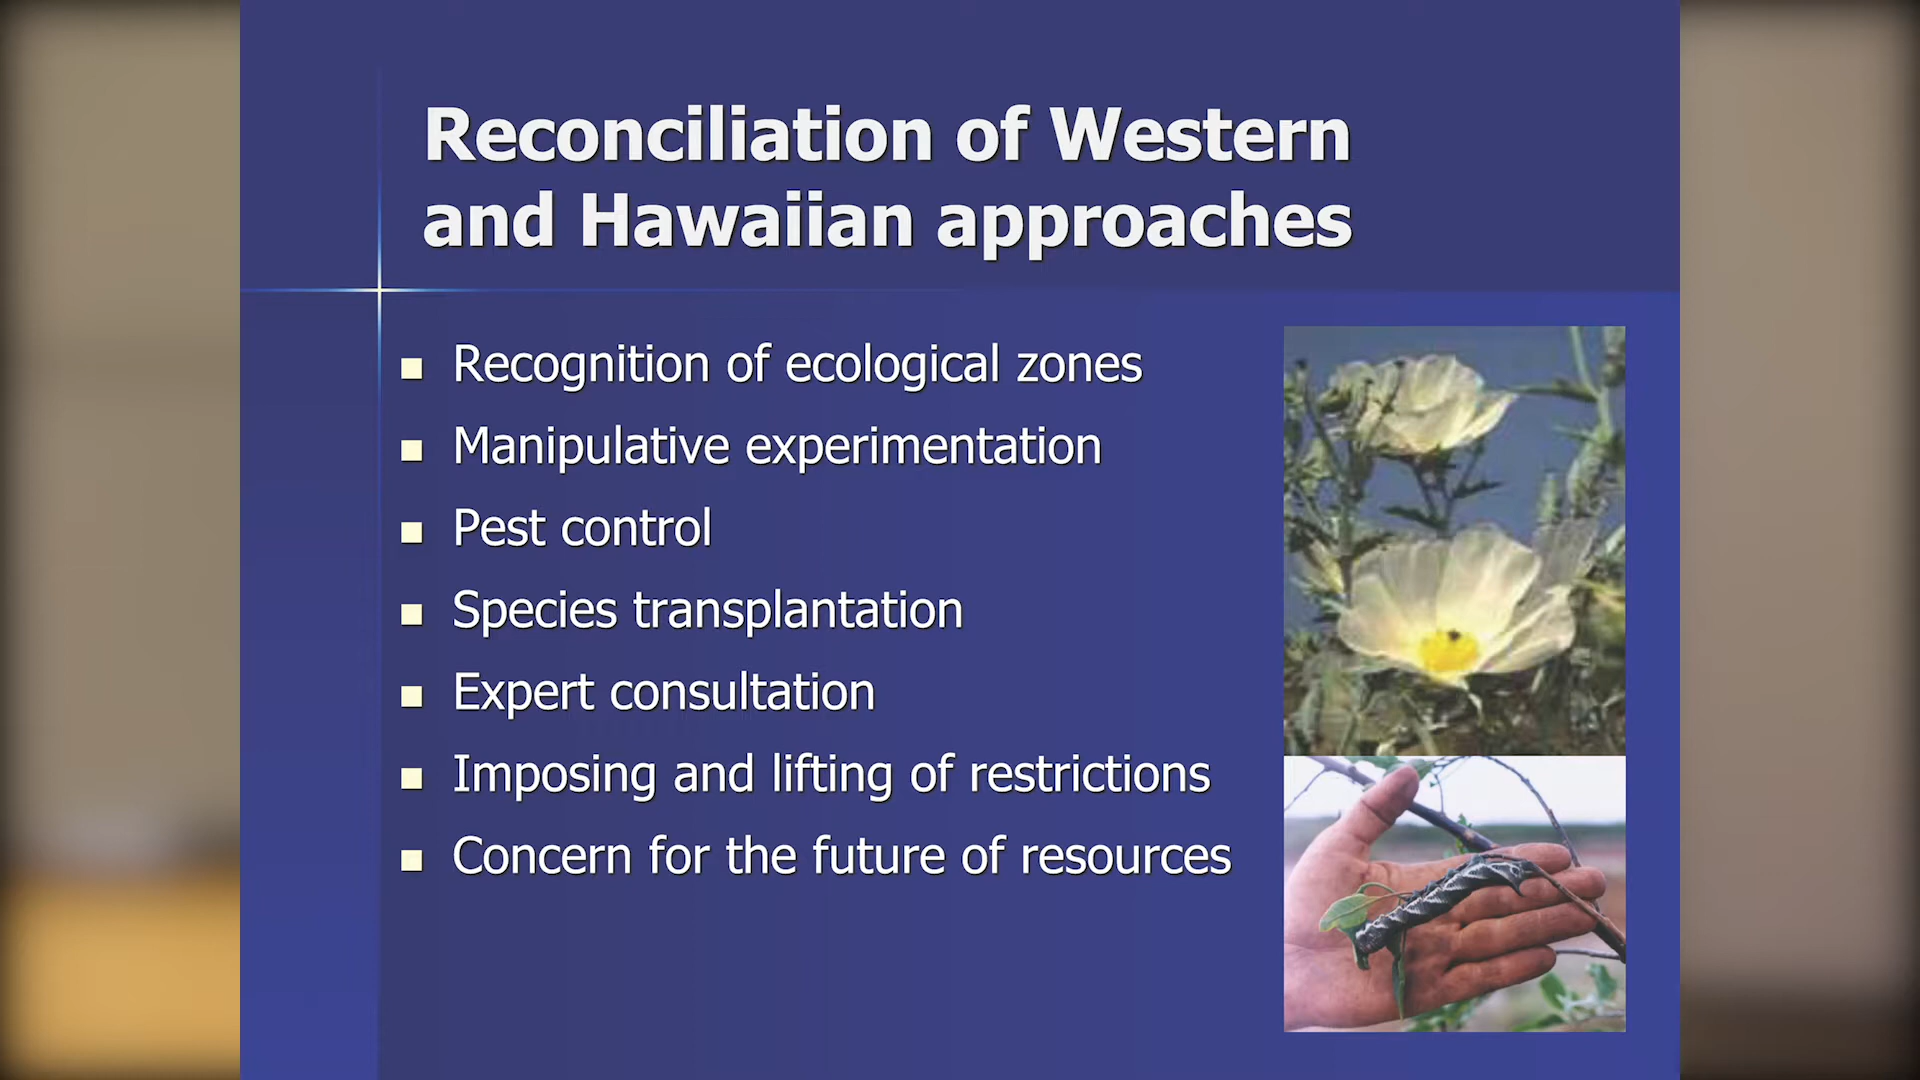 Reconciliation of Western
and Hawaiian approaches
Recognition of ecological zones
Manipulative experimentation
Pest control
Species transplantation
Expert consultation
Imposing and lifting of restrictions
Concern for the future of resources